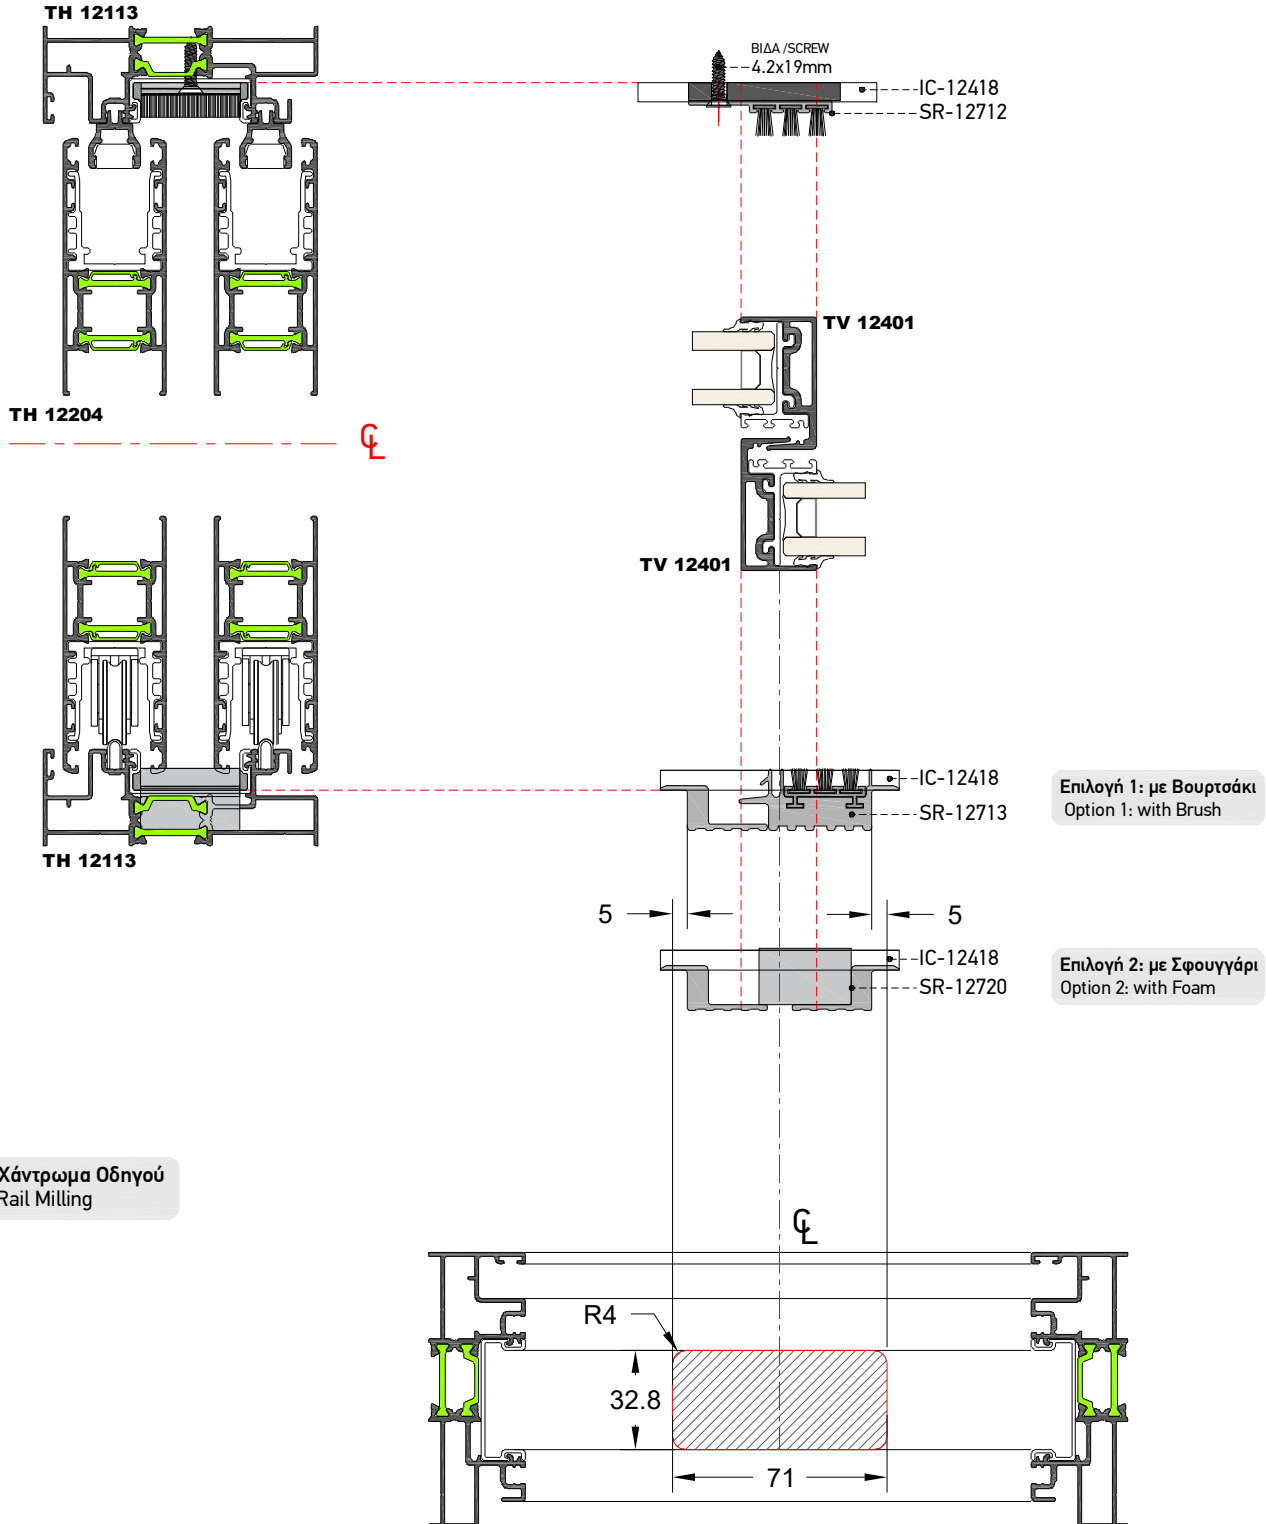 TH 12113
ΒΙΔΑ /SCREW
4.2x19mm
IC-12418
SR-12712
TV 12401
TH 12204
CL
TV 12401
IC-12418
SR-12713
Επιλογή 1: με Βουρτσάκι
Option 1: with Brush
TH 12113
5
5
IC-12418
SR-12720
Επιλογή 2: με Σφουγγάρι
Option 2: with Foam
Χάντρωμα Οδηγού
Rail Milling
CL
R4
32.8
71